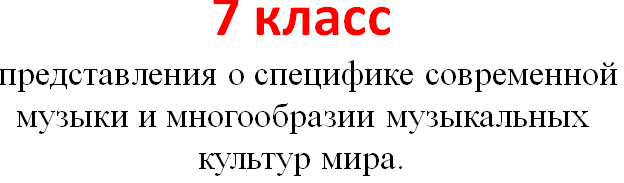 7 класс
представления о специфике современной
музыки и многообразии музыкальных
культур мира.